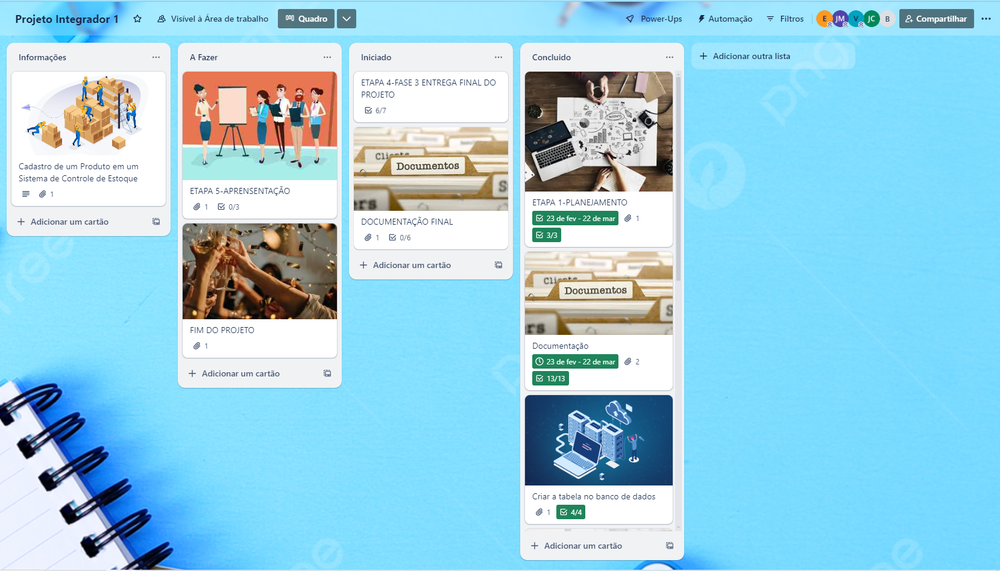 Projeto Integrador 1
Visível à Área de trabalho
Quadro
Power-Ups
Automação
Filtros
E
JM
V
JC
B
Compartilhar
Informações
Cadastro de um Produto em um
Sistema de Controle de Estoque
1
+ Adicionar um cartão
A Fazer
ETAPA 5-APRENSENTAÇÃO
1 0/3
FIM DO PROJETO
1
+ Adicionar um cartão
Iniciado
ETAPA 4-FASE 3 ENTREGA FINAL DO
PROJETO
6/7
Documentos
DOCUMENTAÇÃO FINAL
1 0/6
+ Adicionar um cartão
Concluido
BUSINESS
ETAPA 1-PLANEJAMENTO
23 de fev - 22 de mar 1
3/3
Documentos
Documentação
23 de fev - 22 de mar 2
13/13
Criar a tabela no banco de dados
1 4/4
+ Adicionar um cartão
+ Adicionar outra lista
pngtree